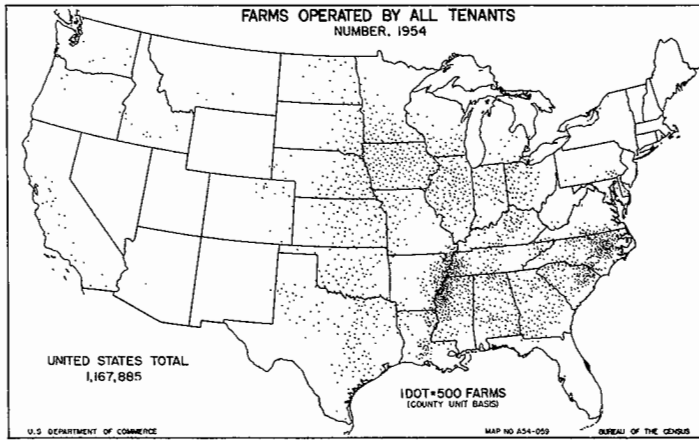 FARMS OPERATED BY ALL TENANTS
NUMBER, 1954
UNITED STATES TOTAL
1,167,885
1 DOT=500 FARMS
(COUNTY UNIT BASIS)
U.S DEPARTMENT OF COMMERCE
MAP NO A54-059
BUREAU OF THE CENSUS